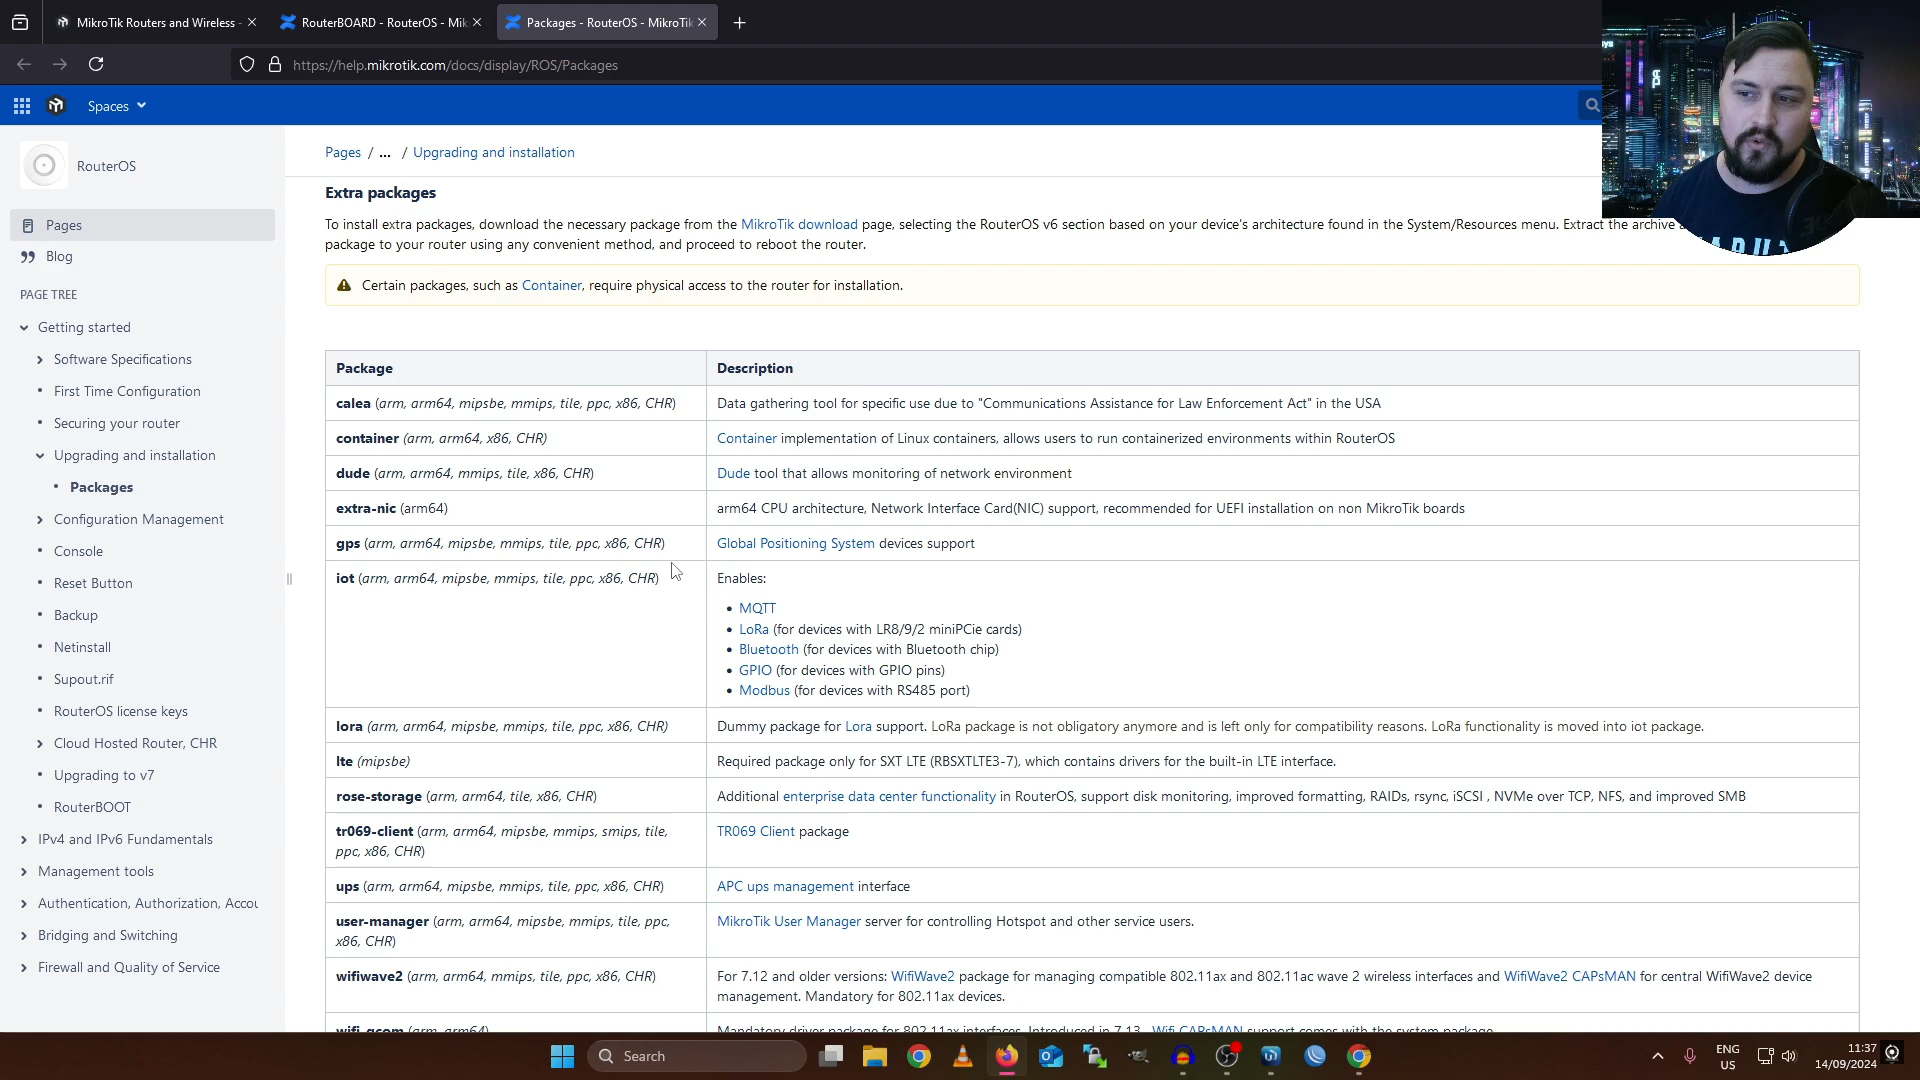 MikroTik Routers and Wireless -
RouterBOARD - RouterOS - Mik
Packages - RouterOS - MikroTik
https://help.mikrotik.com/docs/display/ROS/Packages
Spaces
RouterOS
Pages
Blog
PAGE TREE
Getting started
Software Specifications
First Time Configuration
Securing your router
Upgrading and installation
Packages
Configuration Management
Console
Reset Button
Backup
Netinstall
Supout.rif
RouterOS license keys
Cloud Hosted Router, CHR
Upgrading to v7
RouterBOOT
IPv4 and IPv6 Fundamentals
Management tools
Authentication, Authorization, Accou
Bridging and Switching
Firewall and Quality of Service
Pages / ... / Upgrading and installation
Extra packages
To install extra packages, download the necessary package from the MikroTik download page, selecting the RouterOS v6 section based on your device's architecture found in the System/Resources menu. Extract the archive
package to your router using any convenient method, and proceed to reboot the router.
Certain packages, such as Container, require physical access to the router for installation.
Package Description
calea (arm, arm64, mipsbe, mmips, tile, ppc, x86, CHR) Data gathering tool for specific use due to "Communications Assistance for Law Enforcement Act" in the USA
container (arm, arm64, x86, CHR) Container implementation of Linux containers, allows users to run containerized environments within RouterOS
dude (arm, arm64, mmips, tile, x86, CHR) Dude tool that allows monitoring of network environment
extra-nic (arm64) arm64 CPU architecture, Network Interface Card(NIC) support, recommended for UEFI installation on non MikroTik boards
gps (arm, arm64, mipsbe, mmips, tile, ppc, x86, CHR) Global Positioning System devices support
iot (arm, arm64, mipsbe, mmips, tile, ppc, x86, CHR) Enables:
• MQTT
• LoRa (for devices with LR8/9/2 miniPCie cards)
• Bluetooth (for devices with Bluetooth chip)
• GPIO (for devices with GPIO pins)
• Modbus (for devices with RS485 port)
lora (arm, arm64, mipsbe, mmips, tile, ppc, x86, CHR) Dummy package for Lora support. LoRa package is not obligatory anymore and is left only for compatibility reasons. LoRa functionality is moved into iot package.
lte (mipsbe) Required package only for SXT LTE (RBSXTLTE3-7), which contains drivers for the built-in LTE interface.
rose-storage (arm, arm64, tile, x86, CHR) Additional enterprise data center functionality in RouterOS, support disk monitoring, improved formatting, RAIDs, rsync, iSCSI , NVMe over TCP, NFS, and improved SMB
tr069-client (arm, arm64, mipsbe, mmips, smips, tile, TR069 Client package
ppc, x86, CHR)
ups (arm, arm64, mipsbe, mmips, tile, ppc, x86, CHR) APC ups management interface
user-manager (arm, arm64, mipsbe, mmips, tile, ppc, MikroTik User Manager server for controlling Hotspot and other service users.
x86, CHR)
wifiwave2 (arm, arm64, mmips, tile, ppc, x86, CHR) For 7.12 and older versions: WifiWave2 package for managing compatible 802.11ax and 802.11ac wave 2 wireless interfaces and WifiWave2 CAPsMAN for central WifiWave2 device
management. Mandatory for 802.11ax devices.
wifi-qcom (arm, arm64) Mandatory driver package for 802.11ax interfaces. Introduced in 7.13. Wifi CAPsMAN support comes with the system package
Search
ENG
US
11:37
14/09/2024